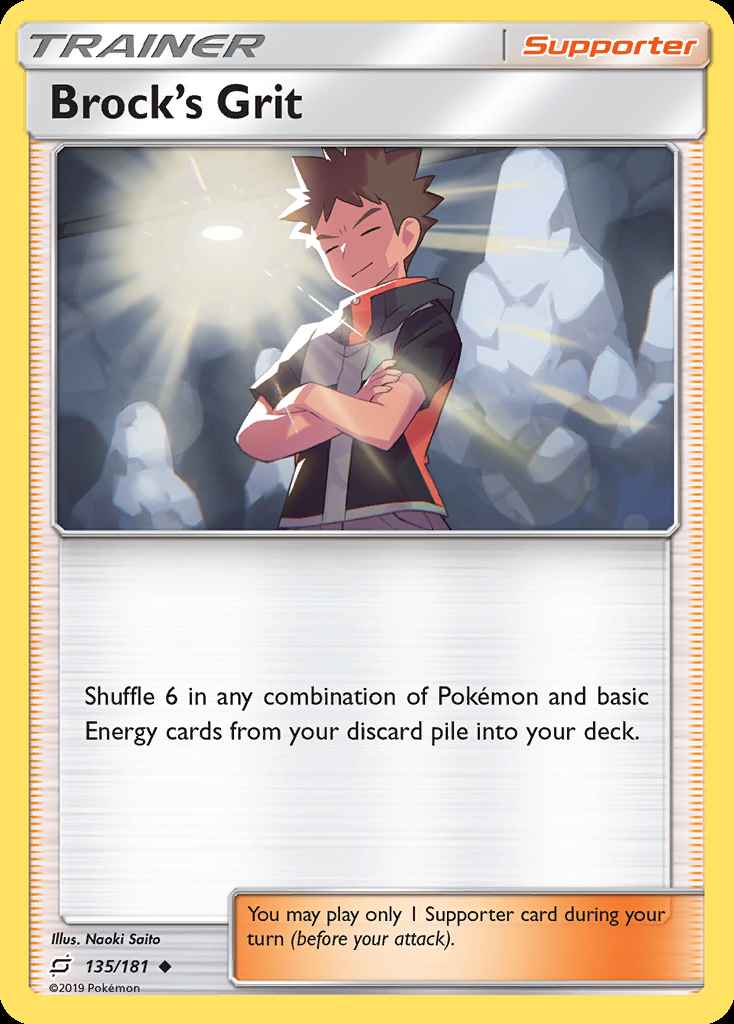 TRAINER
Supporter
Brock's Grit
Shuffle 6 in any combination of Pokémon and basic
Energy cards from your discard pile into your deck.
You may play only 1 Supporter card during your
turn (before your attack).
Illus. Naoki Saito
135/181
©2019 Pokémon